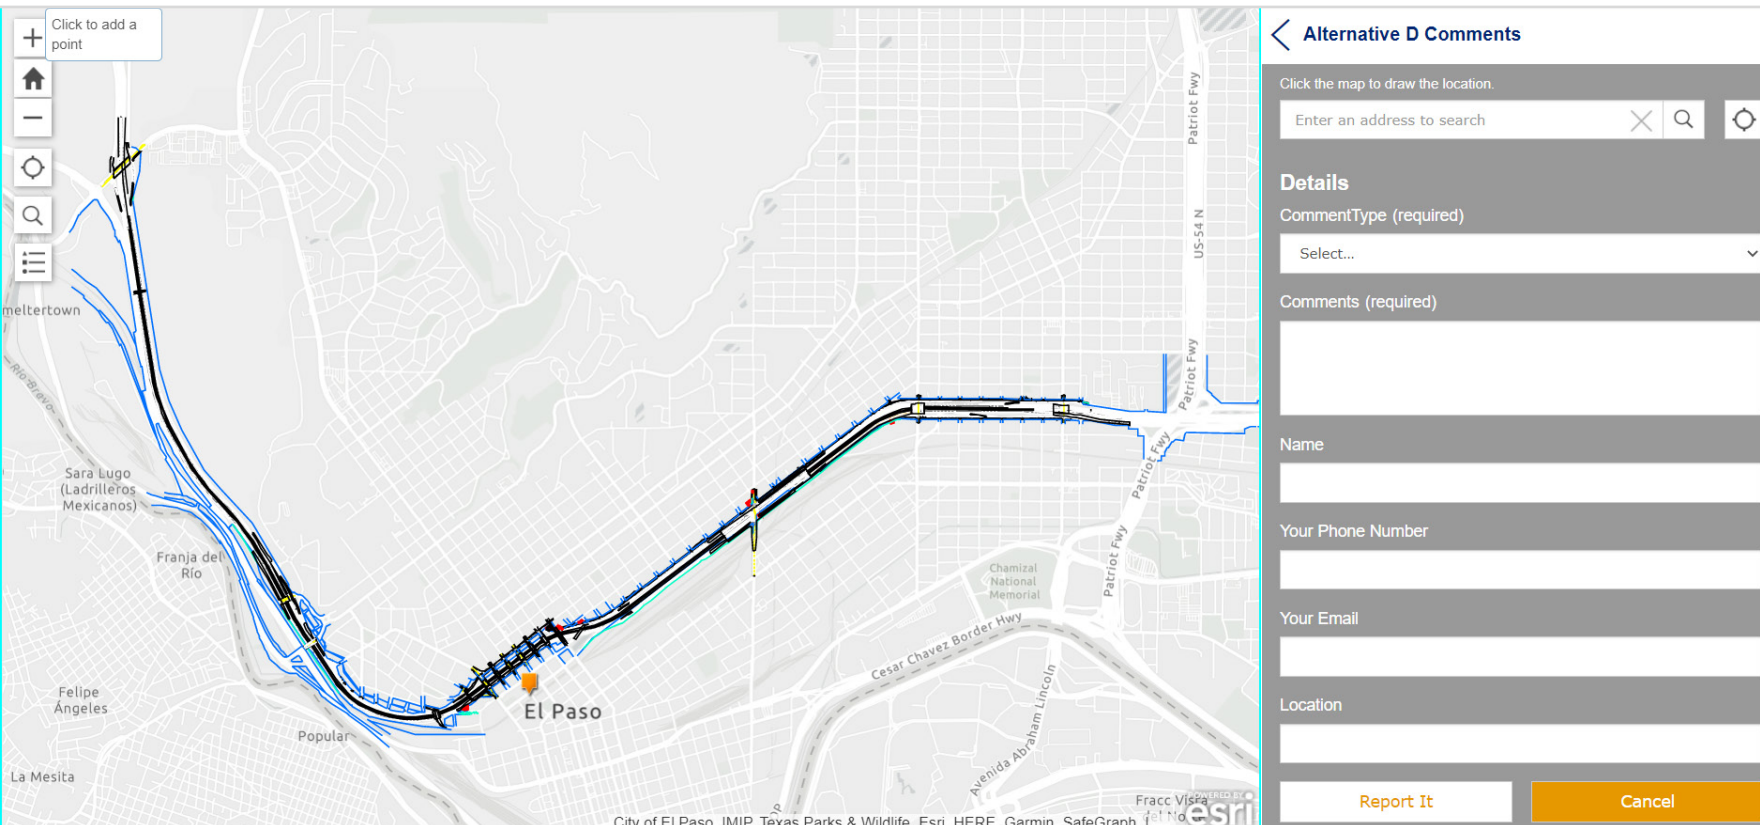 Click to add a
point
Patriot Fwy
US-54 N
Patriot Fwy
Patriot Fwy
Patriot Fwy
meltertown
Río Bravo
Sara Lugo
(Ladrilleros
Mexicanos)
Franja del
Río
Felipe
Ángeles
Popular
La Mesita
El Paso
Chamizal
National
Memorial
Cesar Chavez Border Hwy
Avenida Abraham Lincoln
Fracc Vista
del Nor
POWERED BY
esri
City of El Paso, IMIP, Texas Parks & Wildlife, Esri, HERE, Garmin, SafeGraph,
Alternative D Comments
Click the map to draw the location.
Enter an address to search
Details
CommentType (required)
Select...
Comments (required)
Name
Your Phone Number
Your Email
Location
Report It
Cancel